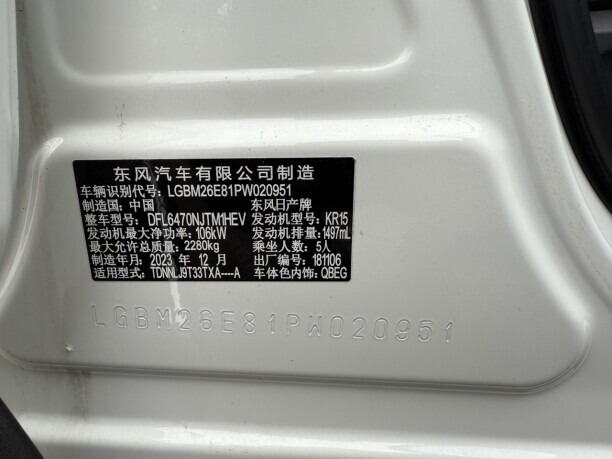 东风汽车有限公司制造
车辆识别代号: LGBM26E81PW020951
制造国: 中国 东风日产牌
整车型号: DFL6470NJTM1HEV 发动机型号: KR15
发动机最大净功率: 106kW 发动机排量: 1497mL
最大允许总质量: 2280kg 乘坐人数: 5人
制造年月: 2023 年 12 月 出厂编号: 181106
适用型式: TDNNLJ9T33TXA----A 车体色内饰: QBEG
LGBM26E81PW020951